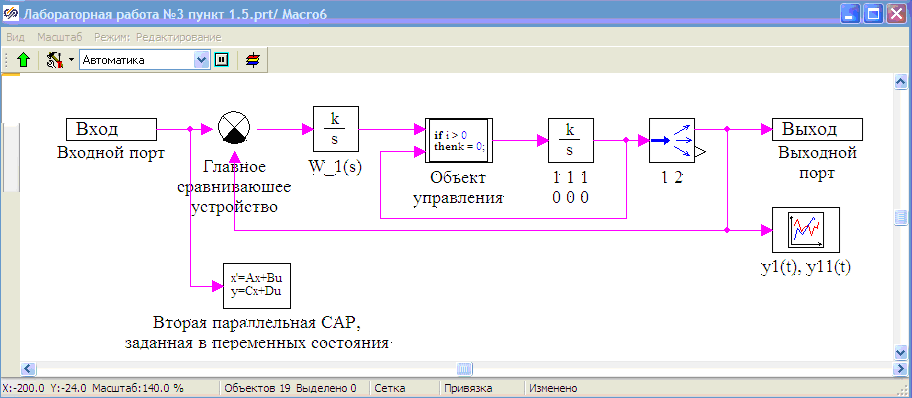 Лабораторная работа №3 пункт 1.5.prt/ Macro6
Вид Масштаб Режим: Редактирование
Автоматика
Вход
Входной порт
Главное
сравнивающее
устройство
k
s
W_1(s)
if i > 0
thenk = 0;
Объект
управления
k
s
1 1 1
0 0 0
1 2
Выход
Выходной
порт
y1(t), y11(t)
x'=Ax+Bu
y=Cx+Du
Вторая параллельная САР,
заданная в переменных состояния
X:-200.0 Y:-24.0 Масштаб:140.0 % Объектов 19 Выделено 0 Сетка Привязка Изменено